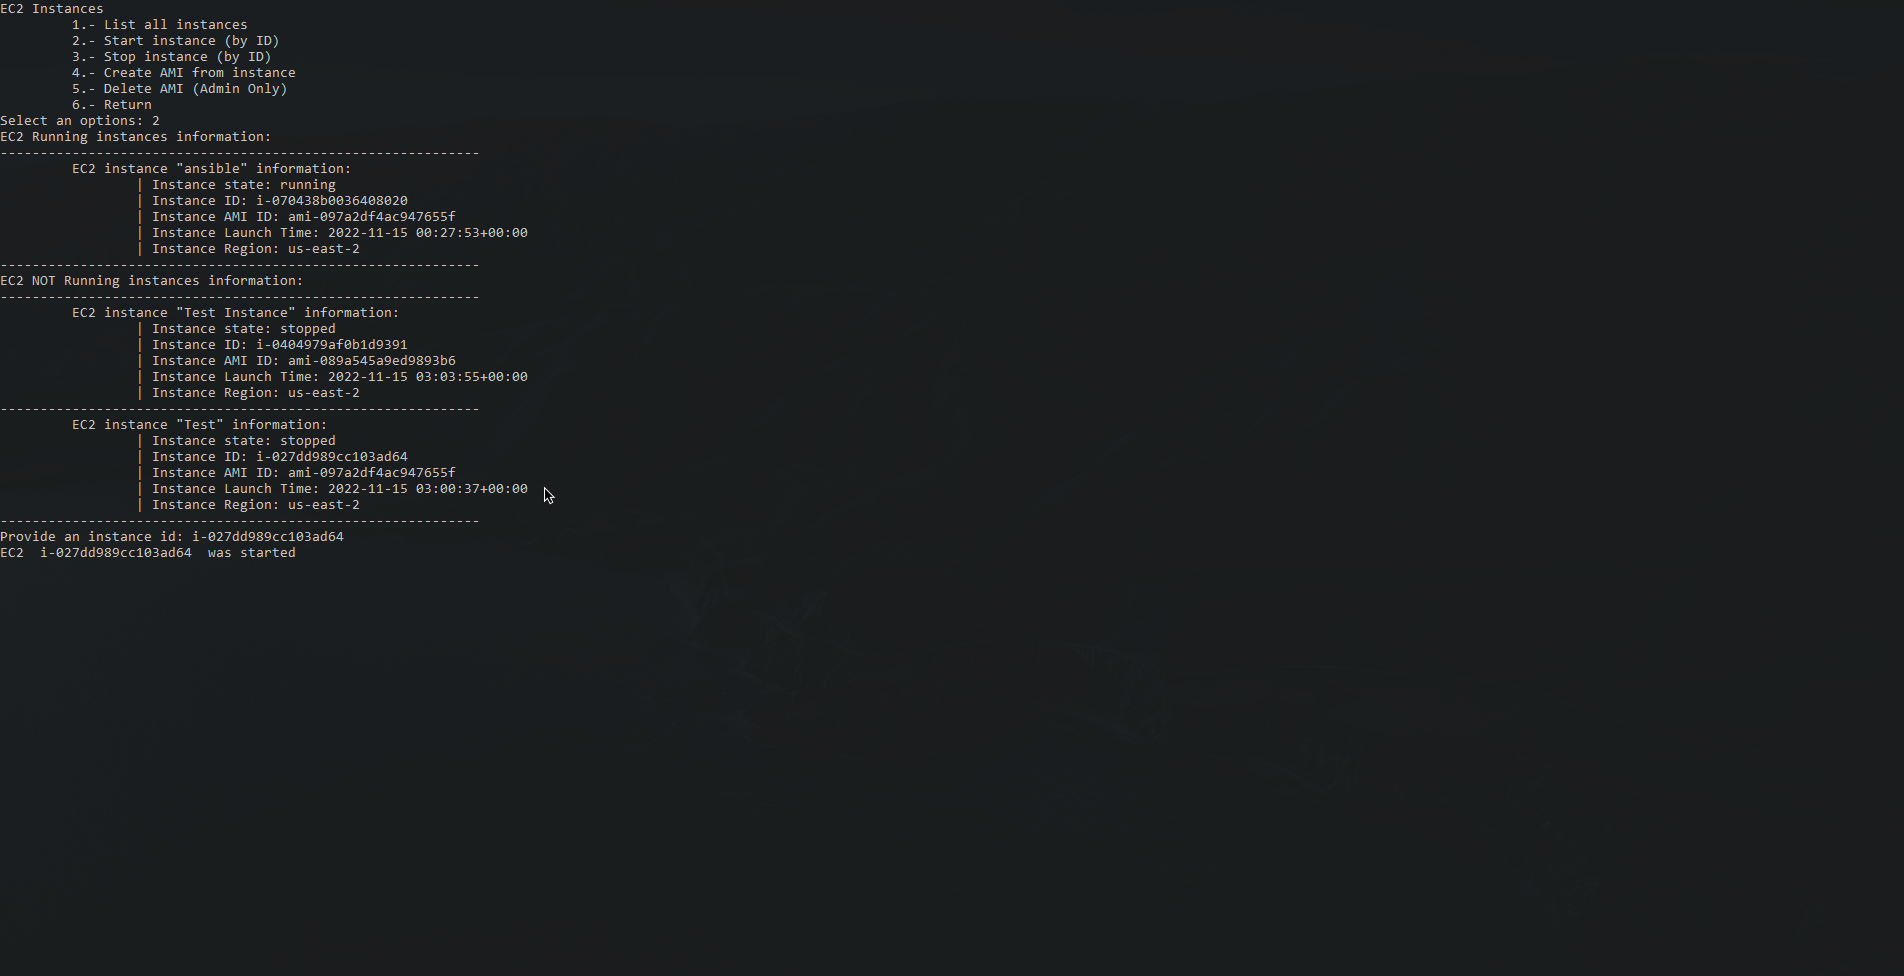 EC2 Instances
1.- List all instances
2.- Start instance (by ID)
3.- Stop instance (by ID)
4.- Create AMI from instance
5.- Delete AMI (Admin Only)
6.- Return
Select an options: 2
EC2 Running instances information:
------------------------------------------------------------
EC2 instance "ansible" information:
| Instance state: running
| Instance ID: i-070438b0036408020
| Instance AMI ID: ami-097a2df4ac947655f
| Instance Launch Time: 2022-11-15 00:27:53+00:00
| Instance Region: us-east-2
------------------------------------------------------------
EC2 NOT Running instances information:
------------------------------------------------------------
EC2 instance "Test Instance" information:
| Instance state: stopped
| Instance ID: i-0404979af0b1d9391
| Instance AMI ID: ami-089a545a9ed9893b6
| Instance Launch Time: 2022-11-15 03:03:55+00:00
| Instance Region: us-east-2
------------------------------------------------------------
EC2 instance "Test" information:
| Instance state: stopped
| Instance ID: i-027dd989cc103ad64
| Instance AMI ID: ami-097a2df4ac947655f
| Instance Launch Time: 2022-11-15 03:00:37+00:00
| Instance Region: us-east-2
------------------------------------------------------------
Provide an instance id: i-027dd989cc103ad64
EC2  i-027dd989cc103ad64  was started